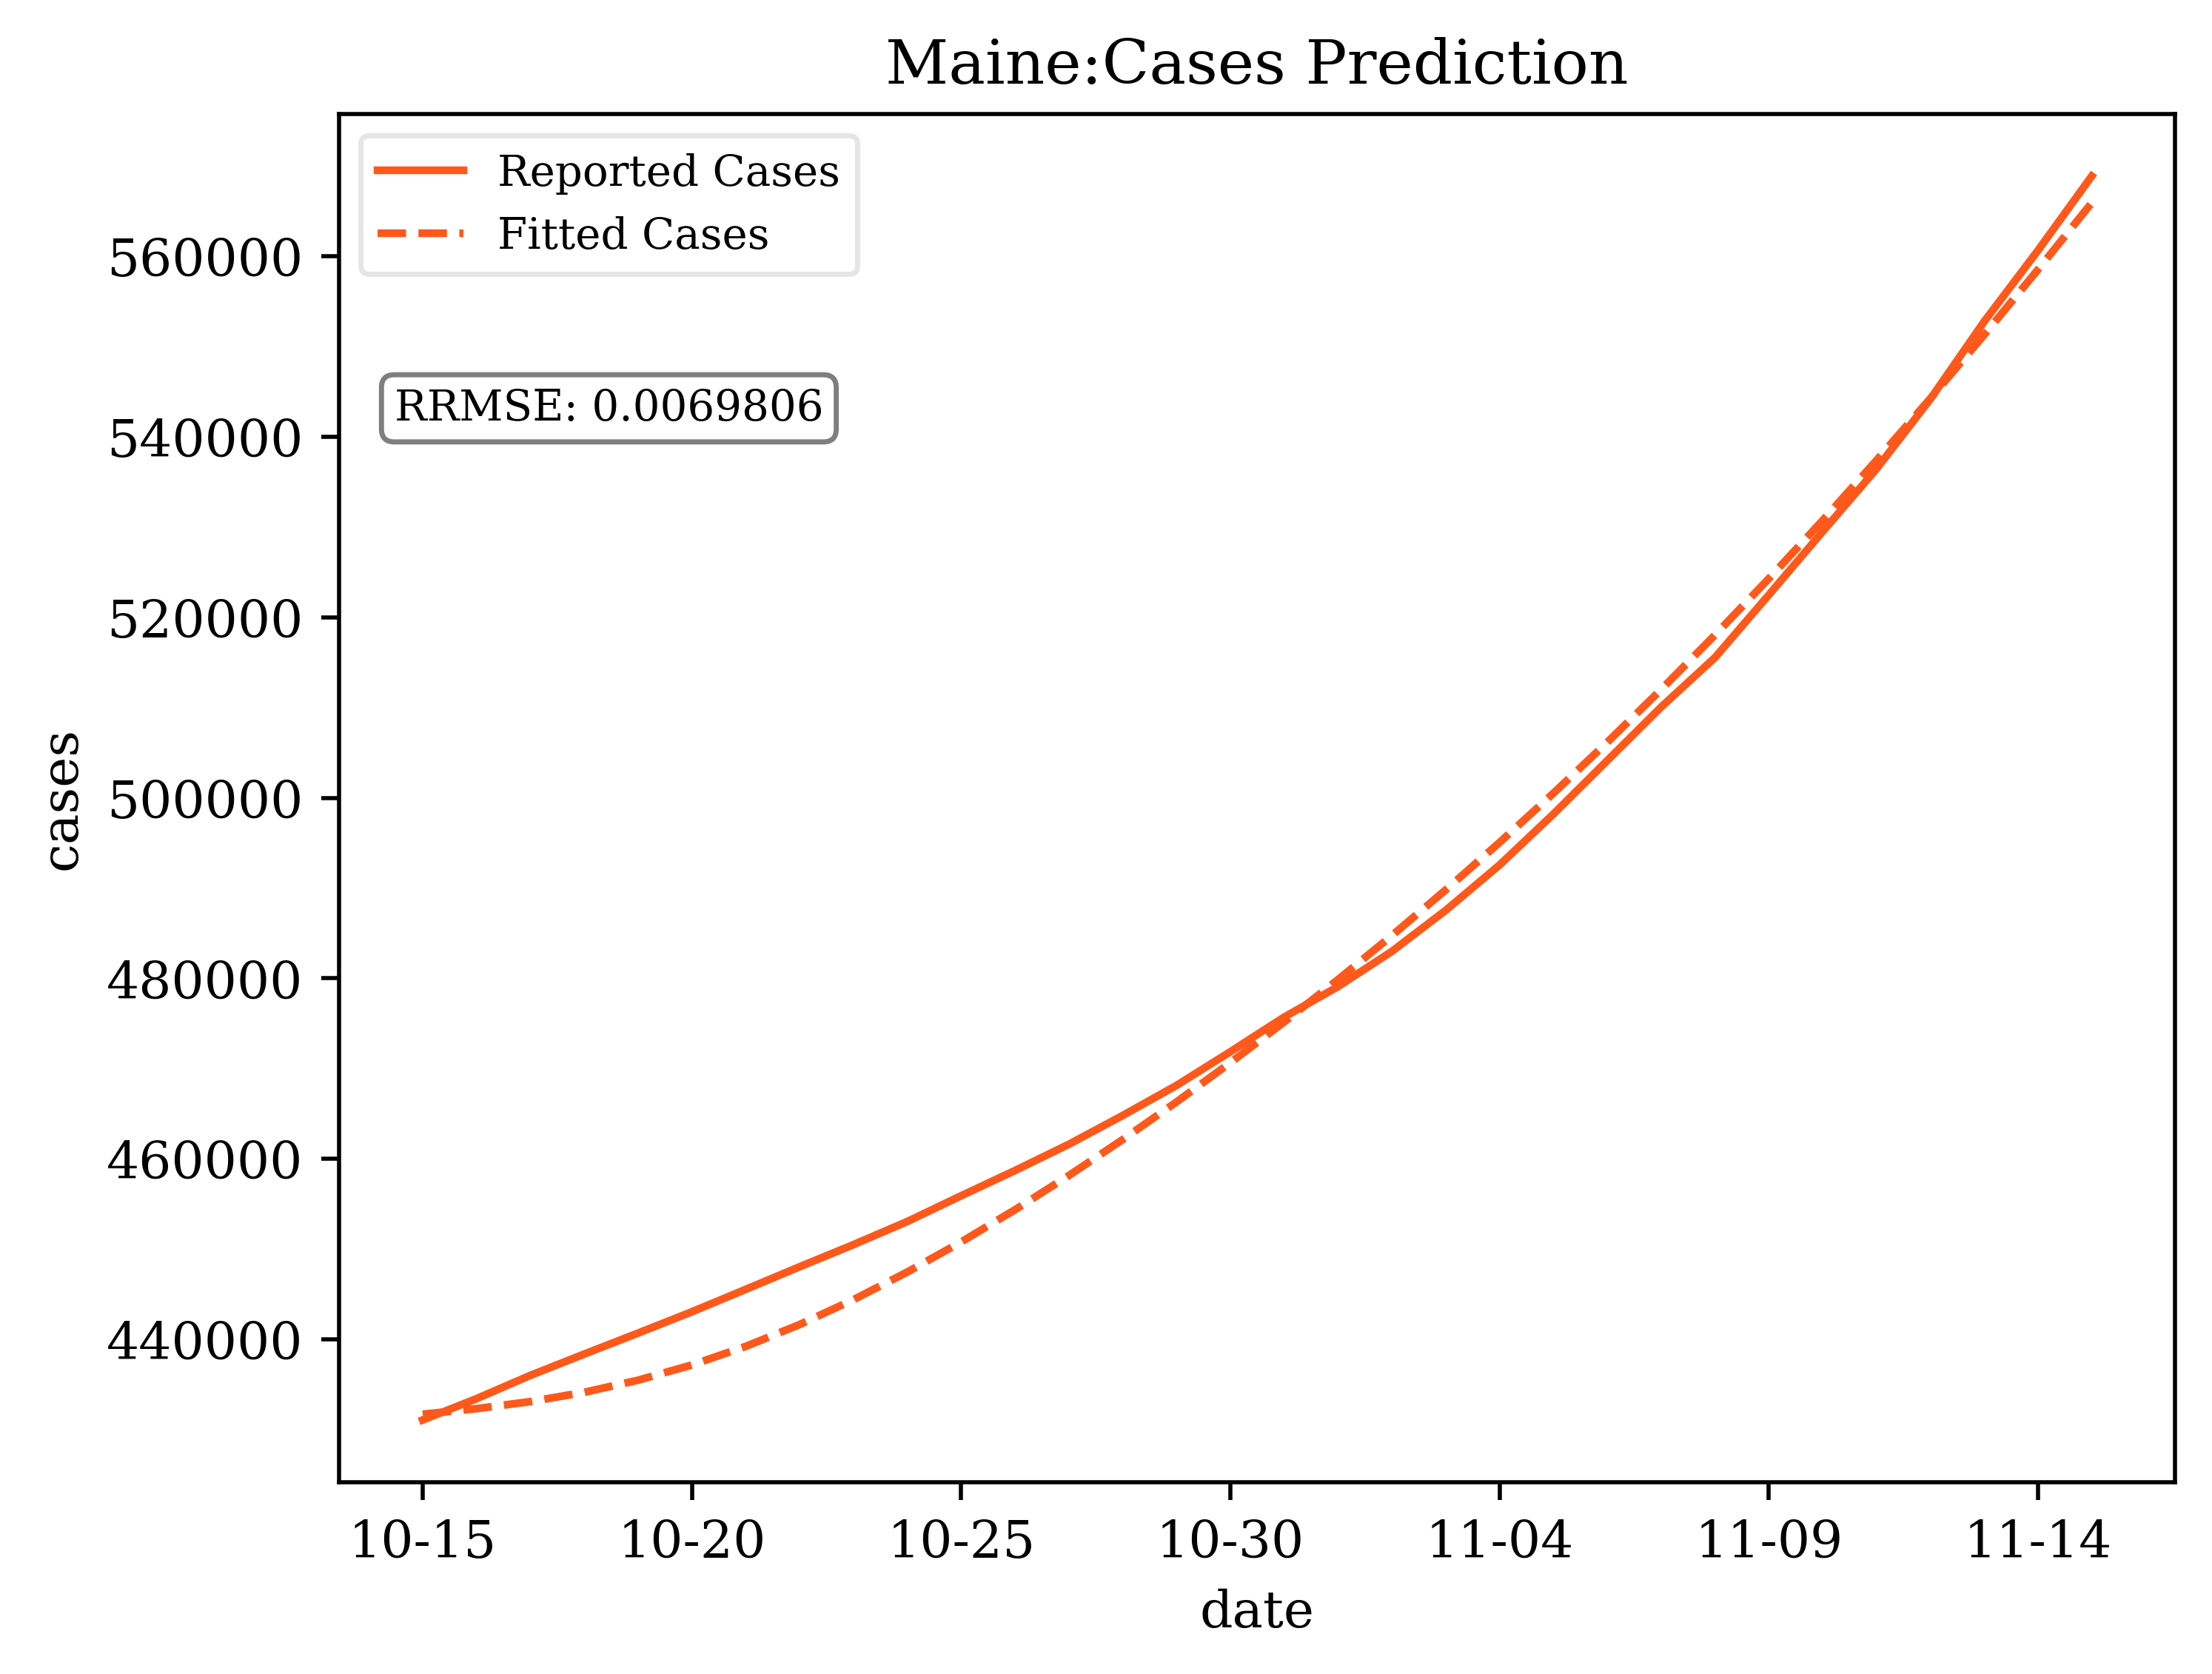 Maine:Cases Prediction
Reported Cases
Fitted Cases
RRMSE: 0.0069806
560000
540000
520000
500000
480000
460000
440000
cases
10-15 10-20 10-25 10-30 11-04 11-09 11-14
date